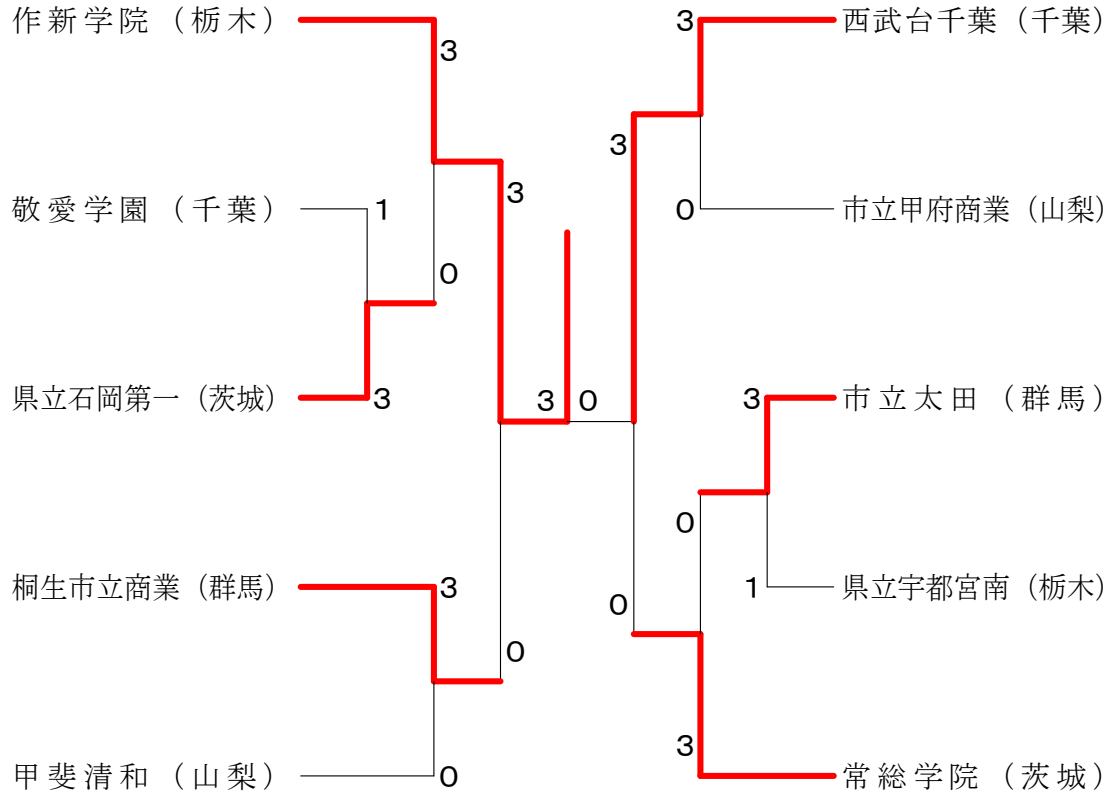 作新学院（栃木）
3
西武台千葉（千葉）
3
3
3
敬愛学園（千葉）
1
0
市立甲府商業（山梨）
0
県立石岡第一（茨城）
3
3
0
市立太田（群馬）
3
0
桐生市立商業（群馬）
3
0
県立宇都宮南（栃木）
1
0
甲斐清和（山梨）
0
常総学院（茨城）
3